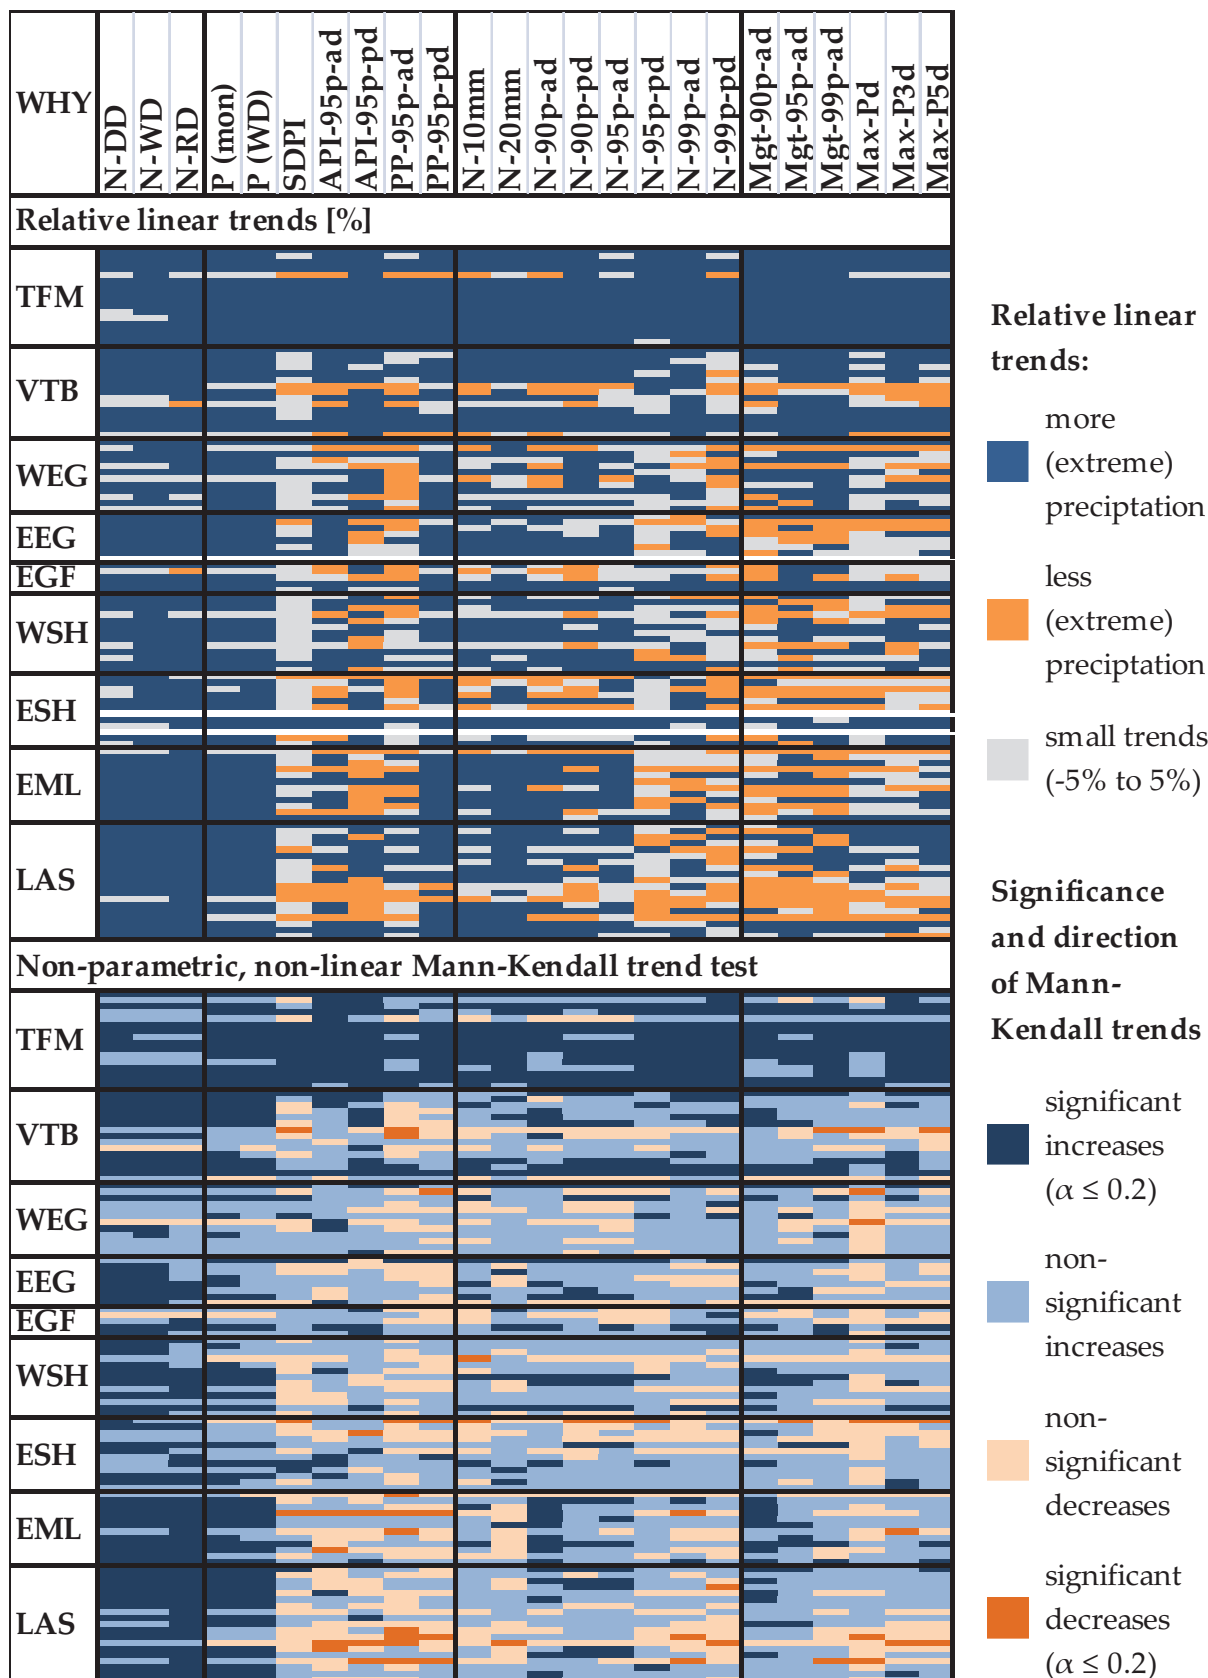 WHY
N-DD
N-WD
N-RD
P (mon)
P (WD)
SDPI
API-95p-ad
API-95p-pd
PP-95p-ad
PP-95p-pd
N-10mm
N-20mm
N-90p-ad
N-90p-pd
N-95p-ad
N-95p-pd
N-99p-ad
N-99p-pd
Mgt-90p-ad
Mgt-95p-ad
Mgt-99p-ad
Max-Pd
Max-P3d
Max-P5d
Relative linear trends [%]
TFM
VTB
WEG
EEG
EGF
WSH
ESH
EML
LAS
Non-parametric, non-linear Mann-Kendall trend test
TFM
VTB
WEG
EEG
EGF
WSH
ESH
EML
LAS
Relative linear
trends:
more
(extreme)
preciptation
less
(extreme)
preciptation
small trends
(-5% to 5%)
Significance
and direction
of Mann-
Kendall trends
significant
increases
(α ≤ 0.2)
non-
significant
increases
non-
significant
decreases
significant
decreases
(α ≤ 0.2)